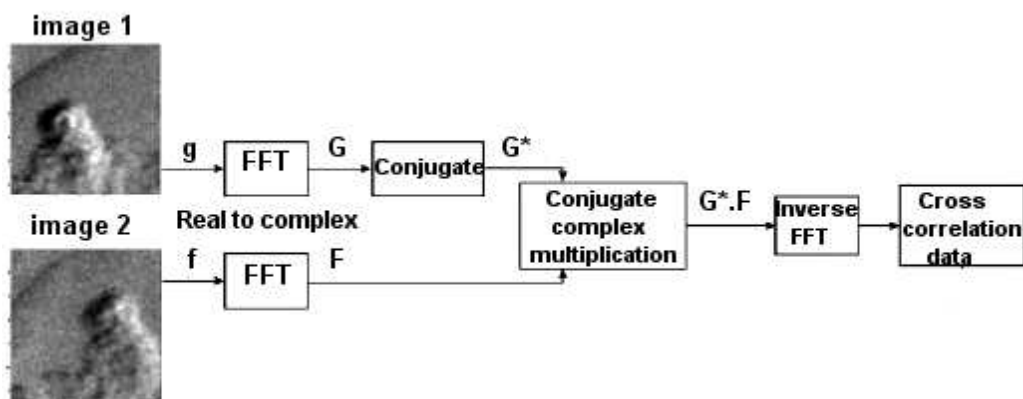 image 1
g
FFT
G
Conjugate
G*
Real to complex
image 2
f
FFT
F
Conjugate
complex
multiplication
G*.F
Inverse
FFT
Cross
correlation
data